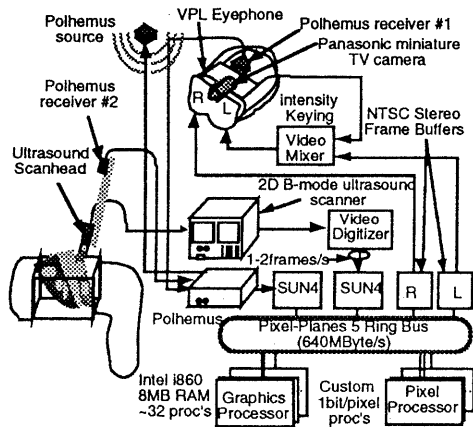 Polhemus
source
VPL Eyephone
Polhemus receiver #1
Panasonic miniature
TV camera
Polhemus
receiver #2
R
L
intensity
Keying
NTSC Stereo
Frame Buffers
Ultrasound
Scanhead
Video
Mixer
2D B-mode ultrasound
scanner
Video
Digitizer
1-2frames/s
SUN4
SUN4
R
L
Polhemus
Pixel-Planes 5 Ring Bus
(640MByte/s)
Intel i860
8MB RAM
~32 proc's
Graphics
Processor
Custom
1bit/pixel
proc's
Pixel
Processor